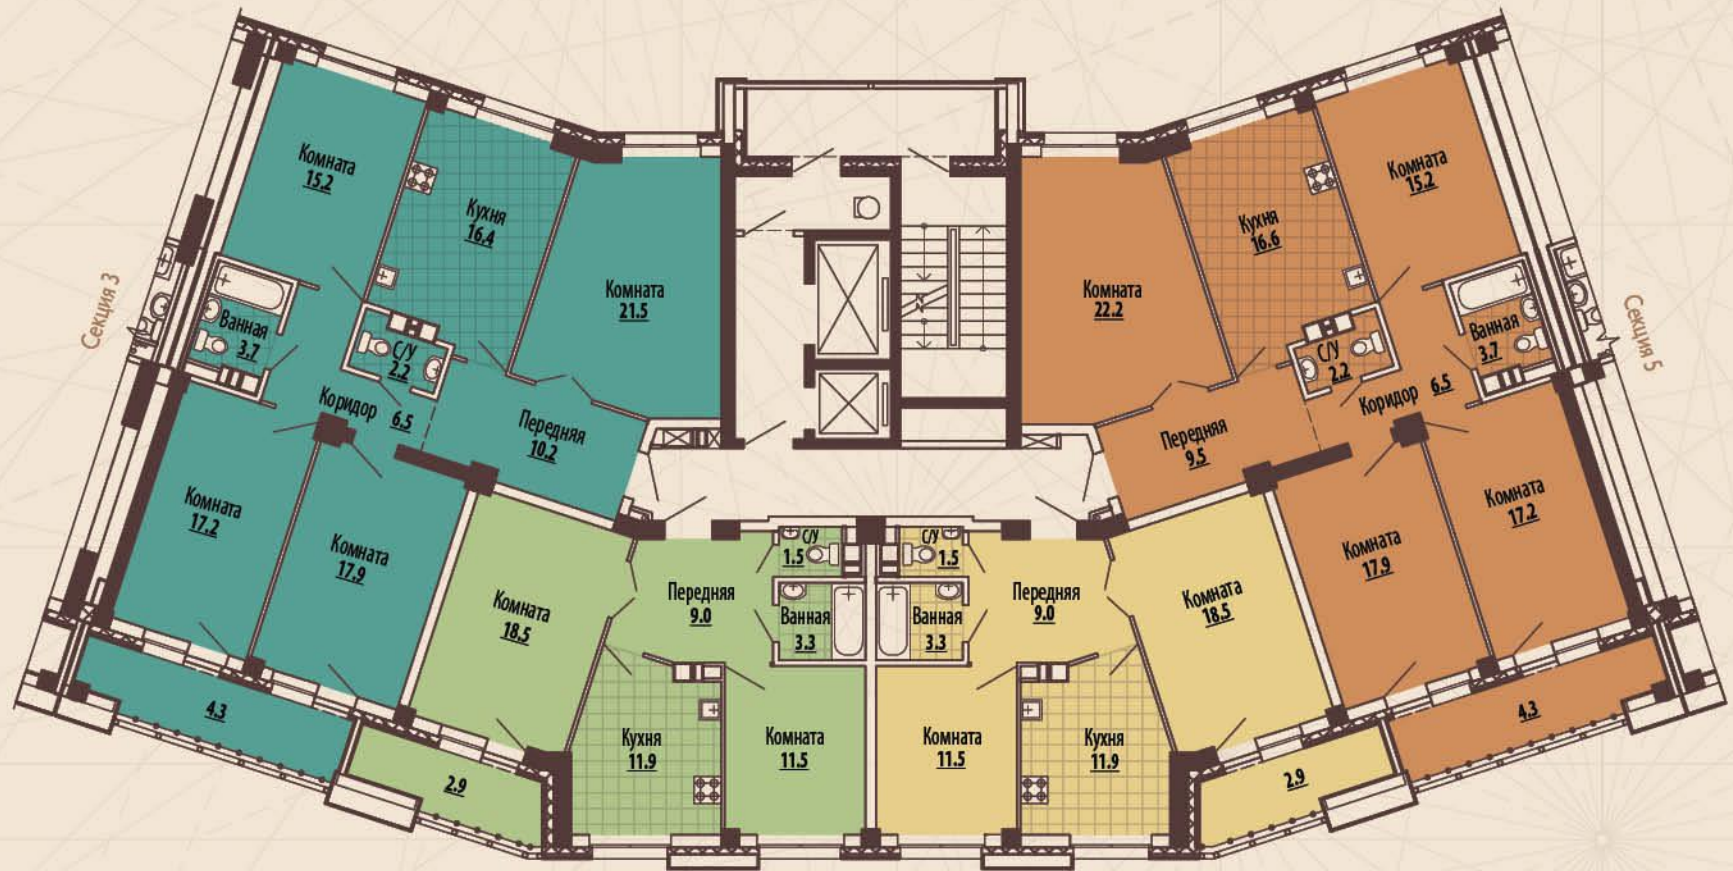 Секция 3
Комната
15.2
Кухня
16.4
Комната
21.5
Ванная
3.7
С/У
2.2
Коридор 6.5
Передняя
10.2
Комната
17.2
Комната
17.9
4.3
Комната
18.5
Передняя
9.0
С/У
1.5
Ванная
3.3
Кухня
11.9
Комната
11.5
2.9
С/У
1.5
Ванная
3.3
Передняя
9.0
Комната
18.5
Комната
11.5
Кухня
11.9
2.9
Комната
22.2
Кухня
16.6
Комната
15.2
С/У
2.2
Ванная
3.7
Передняя
9.5
Коридор 6.5
Комната
17.9
Комната
17.2
4.3
Секция 5